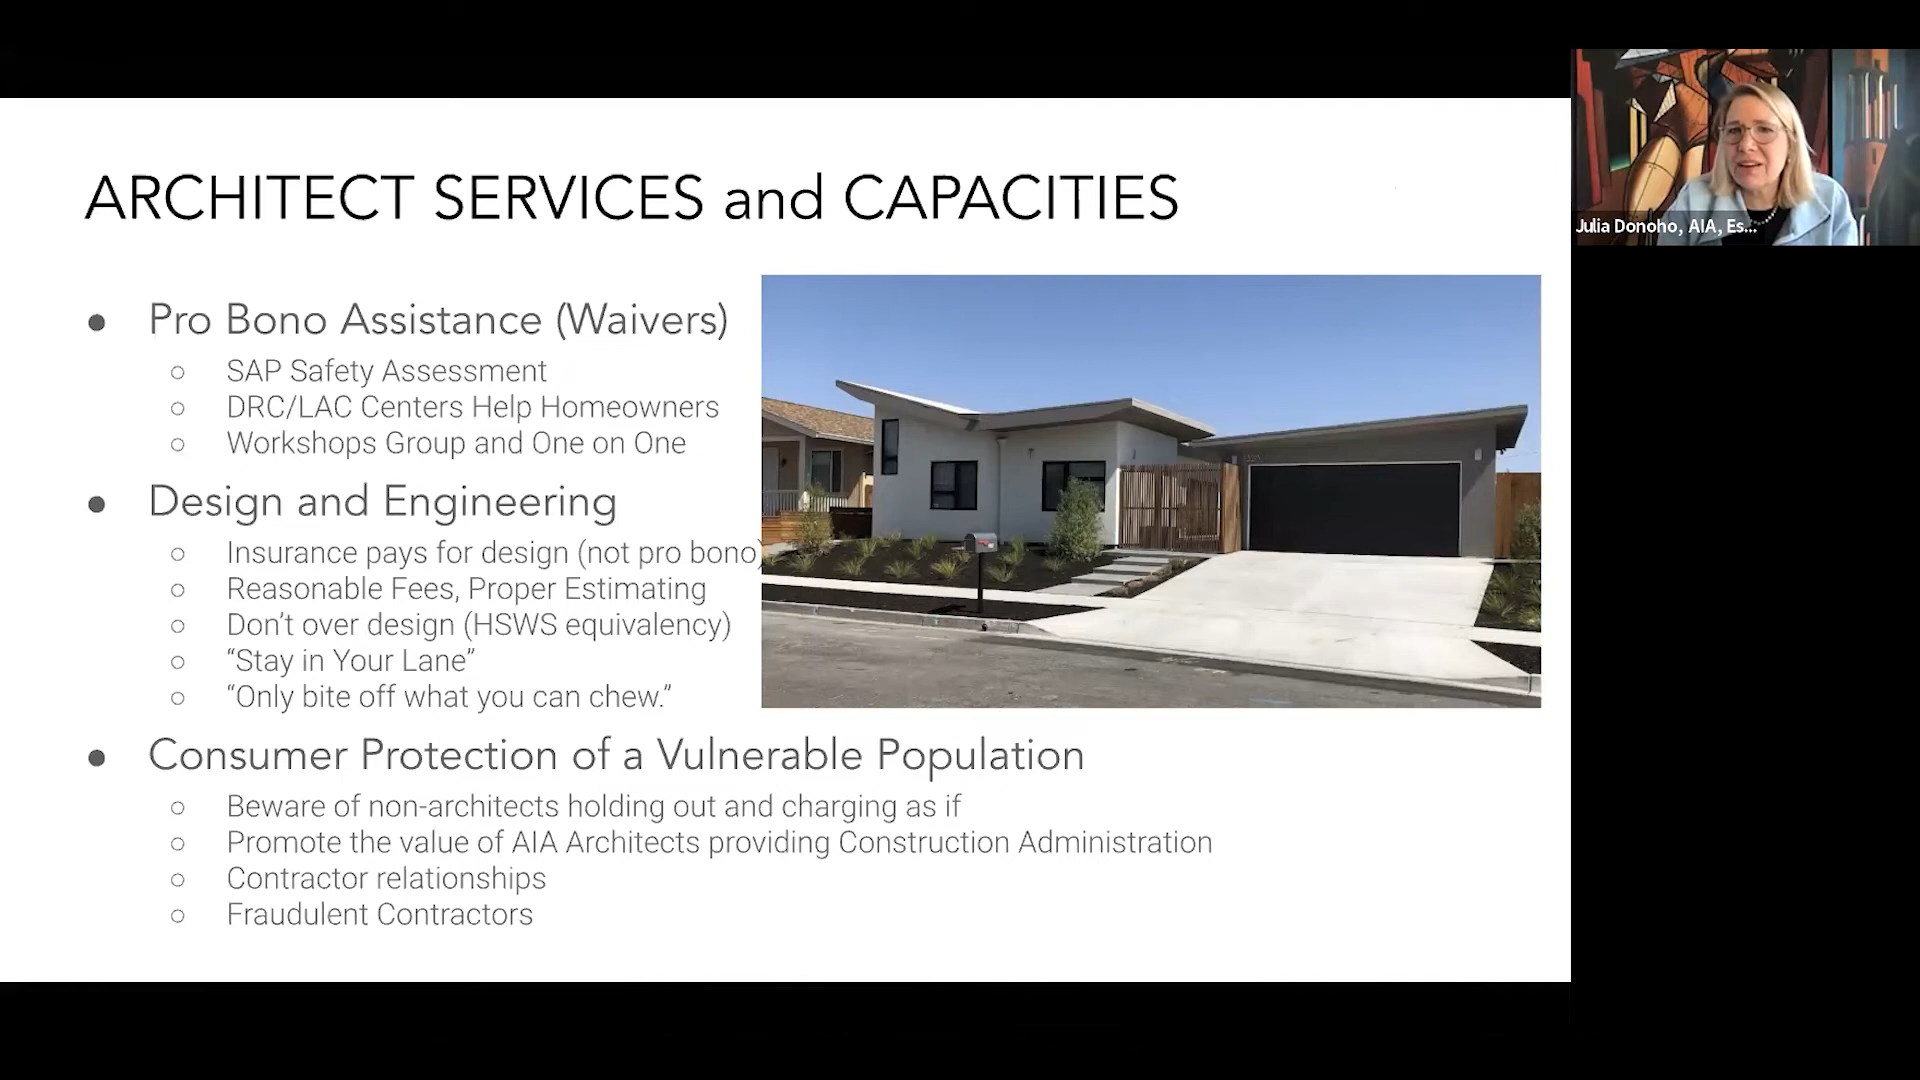 ARCHITECT SERVICES and CAPACITIES
Julia Donoho, AIA, Es...
● Pro Bono Assistance (Waivers)
○ SAP Safety Assessment
○ DRC/LAC Centers Help Homeowners
○ Workshops Group and One on One
● Design and Engineering
○ Insurance pays for design (not pro bono)
○ Reasonable Fees, Proper Estimating
○ Don’t over design (HSWS equivalency)
○ “Stay in Your Lane”
○ “Only bite off what you can chew.”
● Consumer Protection of a Vulnerable Population
○ Beware of non-architects holding out and charging as if
○ Promote the value of AIA Architects providing Construction Administration
○ Contractor relationships
○ Fraudulent Contractors